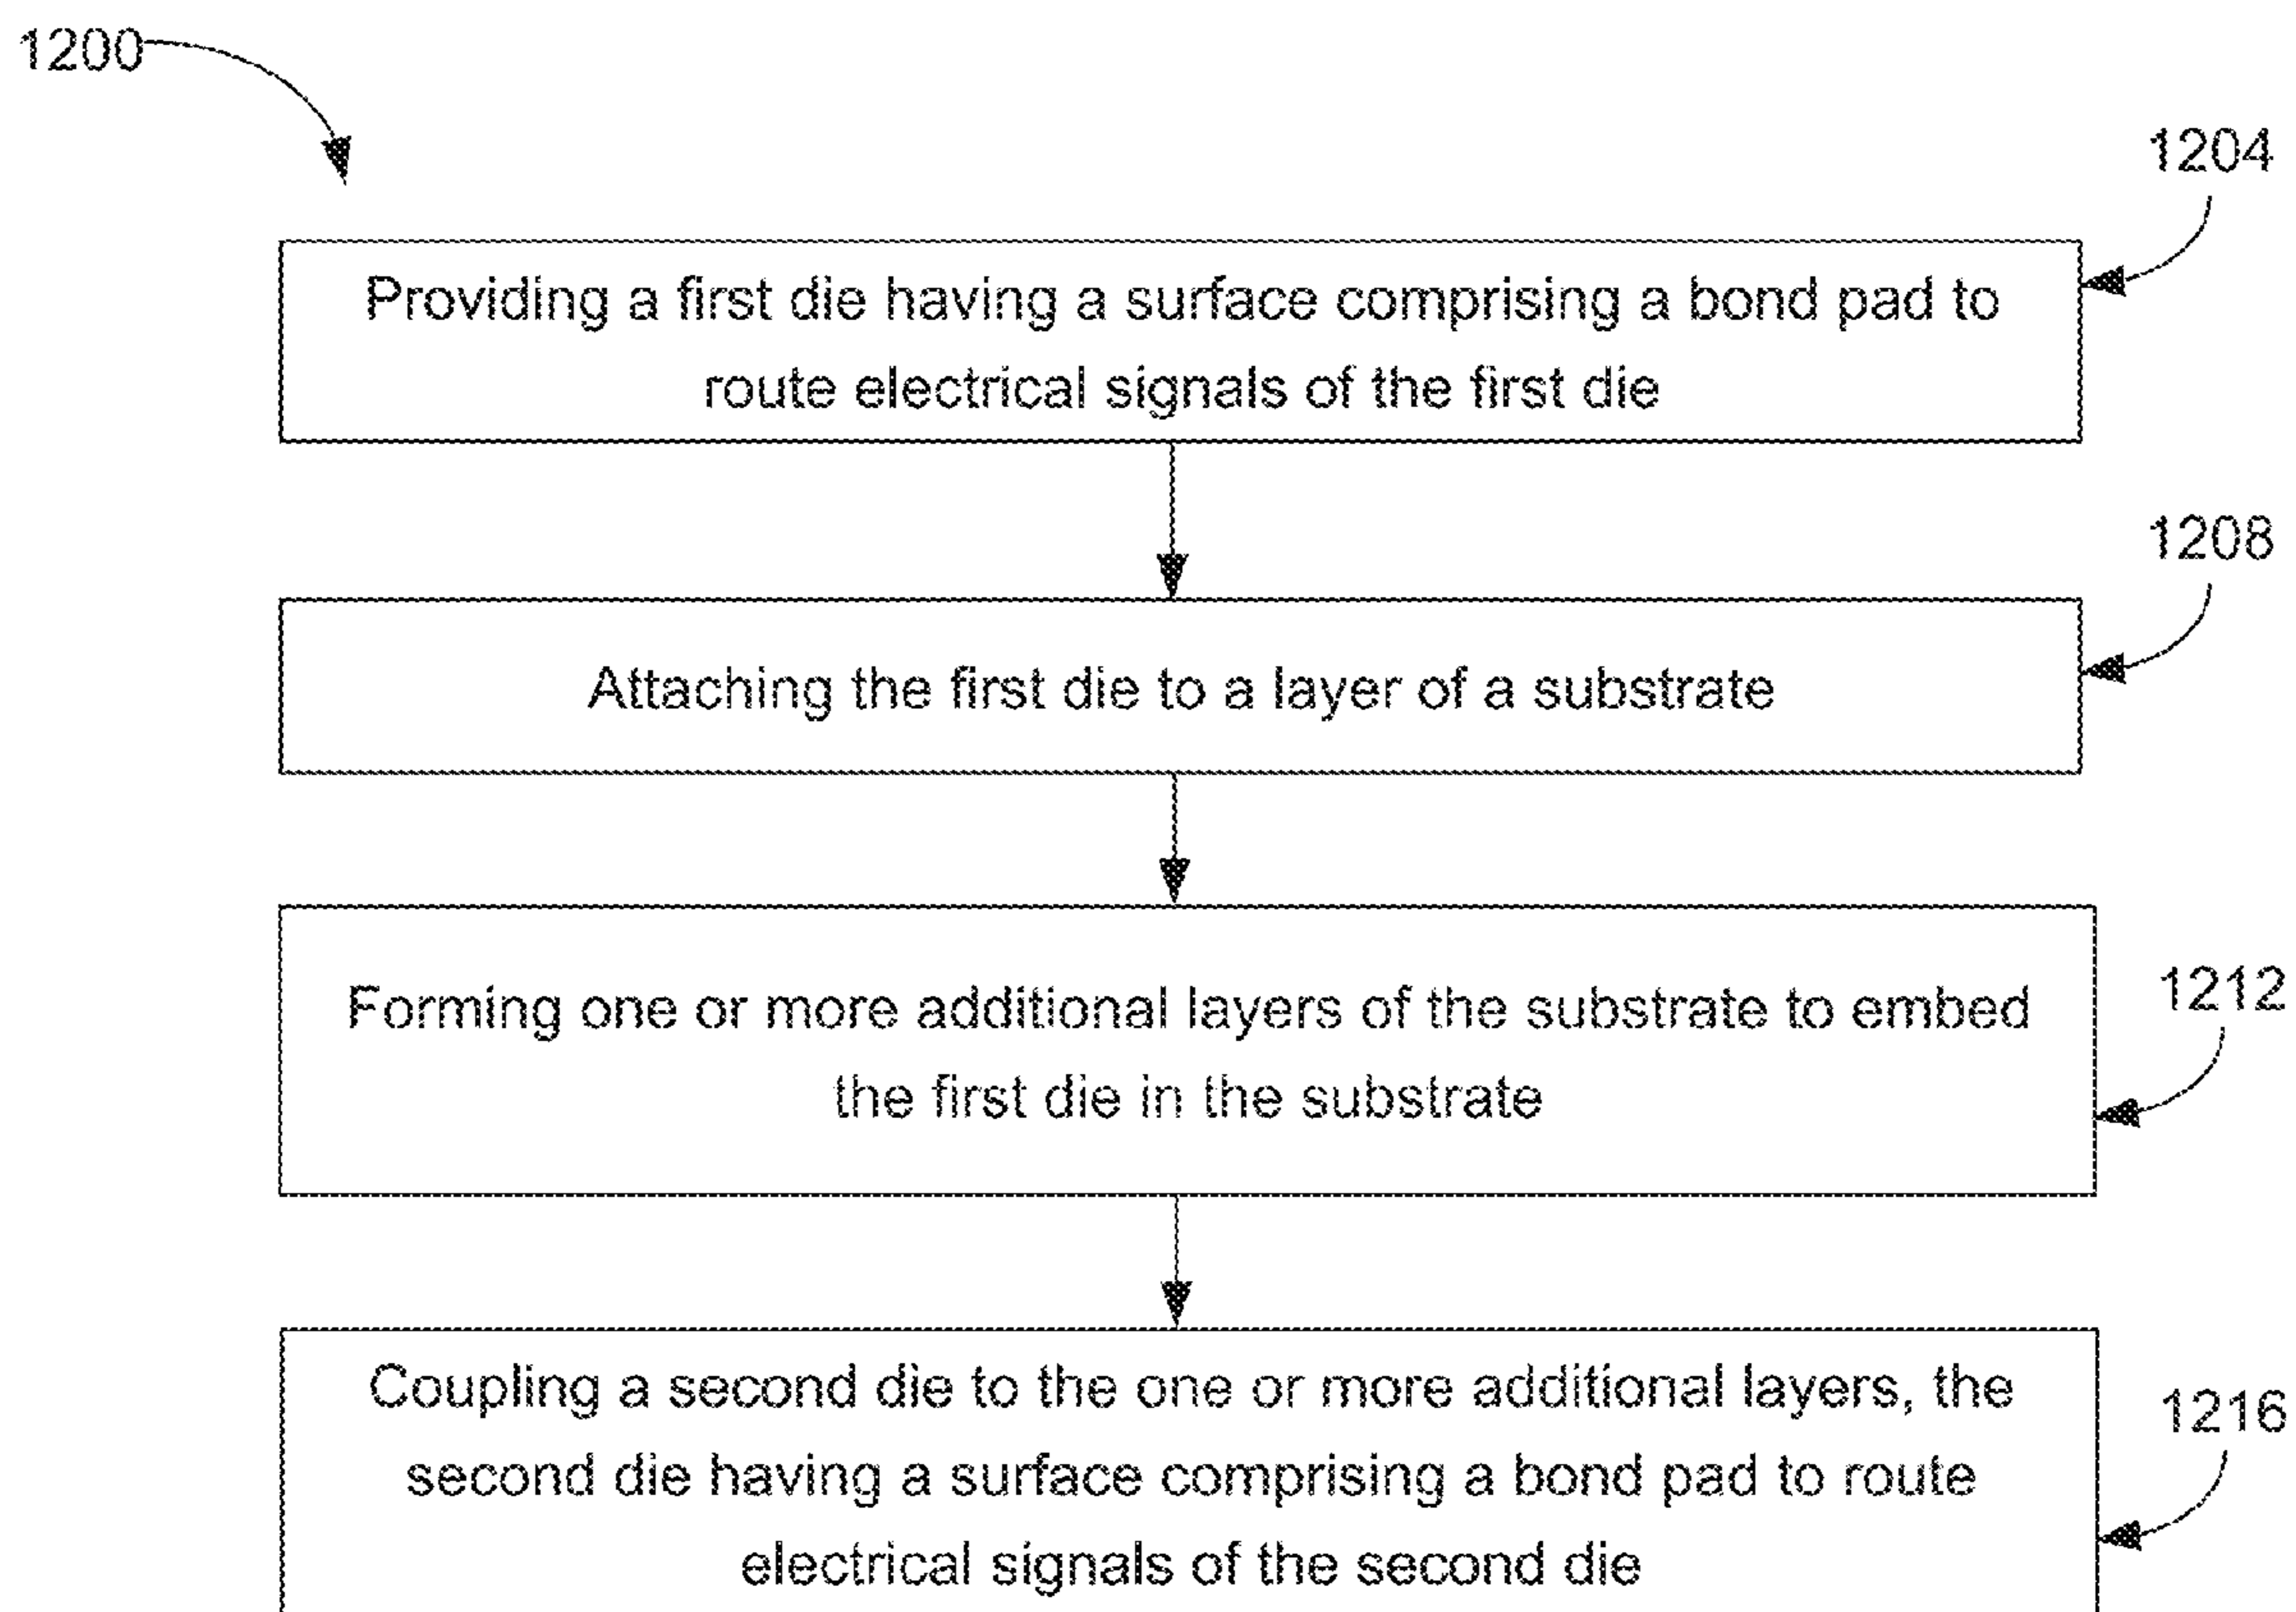 1200
1204
Providing a first die having a surface comprising a bond pad to
route electrical signals of the first die
1208
Attaching the first die to a layer of a substrate
1212
Forming one or more additional layers of the substrate to embed
the first die in the substrate
1216
Coupling a second die to the one or more additional layers, the
second die having a surface comprising a bond pad to route
electrical signals of the second die